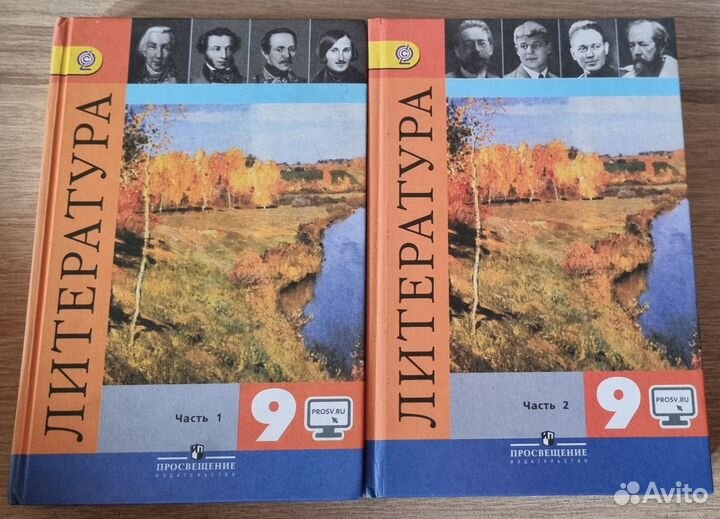 ЛИТЕРАТУРА
Часть 1
9
PROSV.RU
ПРОСВЕЩЕНИЕ
ИЗДАТЕЛЬСТВО
ЛИТЕРАТУРА
Часть 2
9
PROSV.RU
ПРОСВЕЩЕНИЕ
ИЗДАТЕЛЬСТВО
Avito